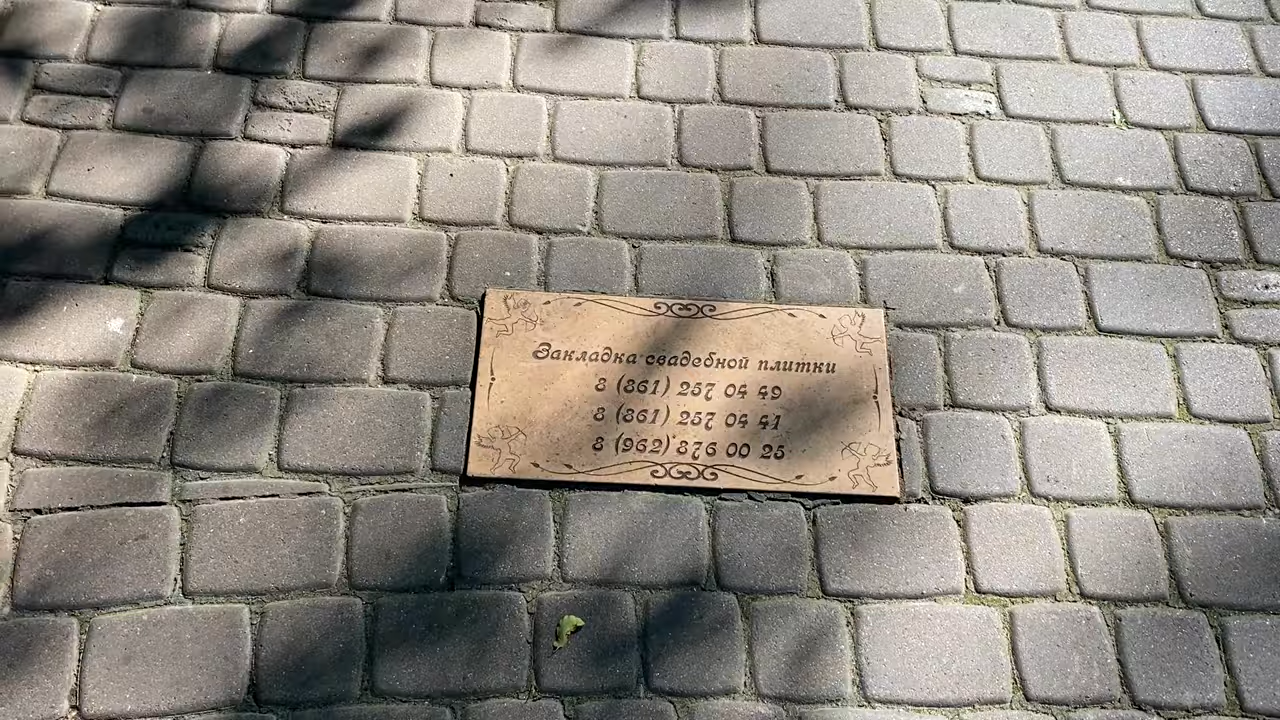 Закладка свадебной плитки
8 (861) 257 04 49
8 (861) 257 04 41
8 (962) 876 00 25